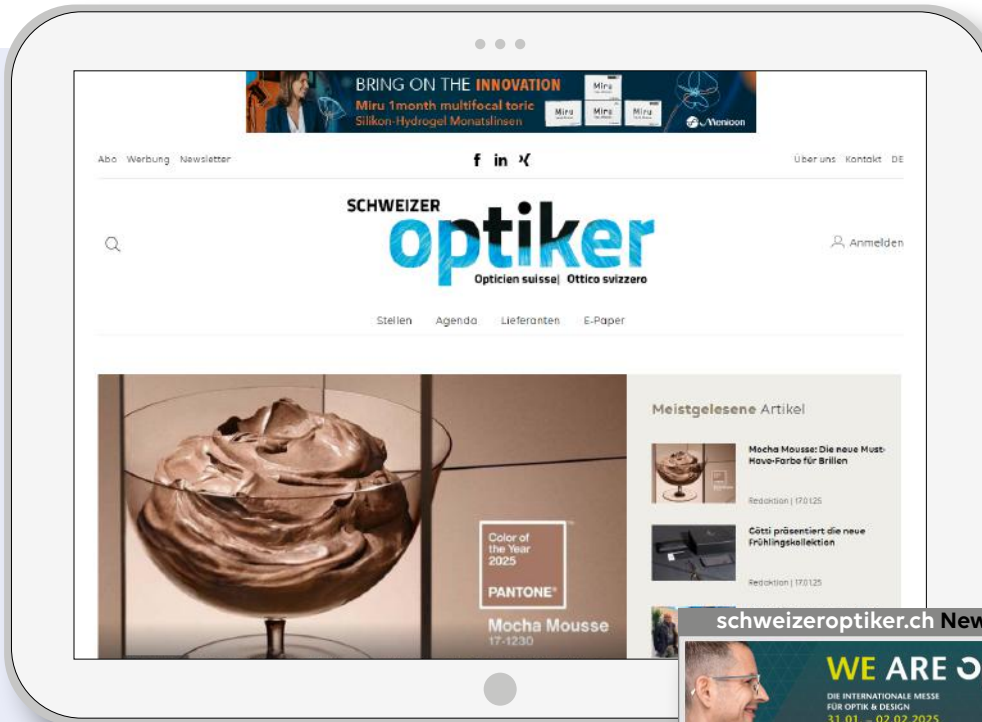 BRING ON THE INNOVATION
Miru 1month multifocal toric
Silikon-Hydrogel Monatslinsen
Miru
Miru
Miru
Miru
Menicon
Abo Werbung Newsletter
f in
Über uns Kontakt DE
SCHWEIZER
optiker
Opticien suisse| Ottico svizzero
Anmelden
Stellen Agenda Lieferanten E-Paper
Color of
the Year
2025
PANTONE®
Mocha Mousse
17-1230
Meistgelesene Artikel
Mocha Mousse: Die neue Must-
Have-Farbe für Brillen
Redaktion | 17.01.25
Götti präsentiert die neue
Frühlingskollektion
Redaktion | 17.01.25
schweizeroptiker.ch New
WE ARE
DIE INTERNATIONALE MESSE
FÜR OPTIK & DESIGN
31.01. – 02.02.2025